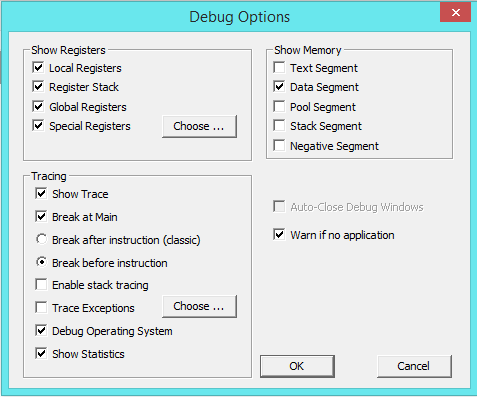 Debug Options
Show Registers
Local Registers
Register Stack
Global Registers
Special Registers
Choose ...
Show Memory
Text Segment
Data Segment
Pool Segment
Stack Segment
Negative Segment
Tracing
Show Trace
Break at Main
Break after instruction (classic)
Break before instruction
Enable stack tracing
Trace Exceptions
Choose ...
Debug Operating System
Show Statistics
Auto-Close Debug Windows
Warn if no application
OK
Cancel